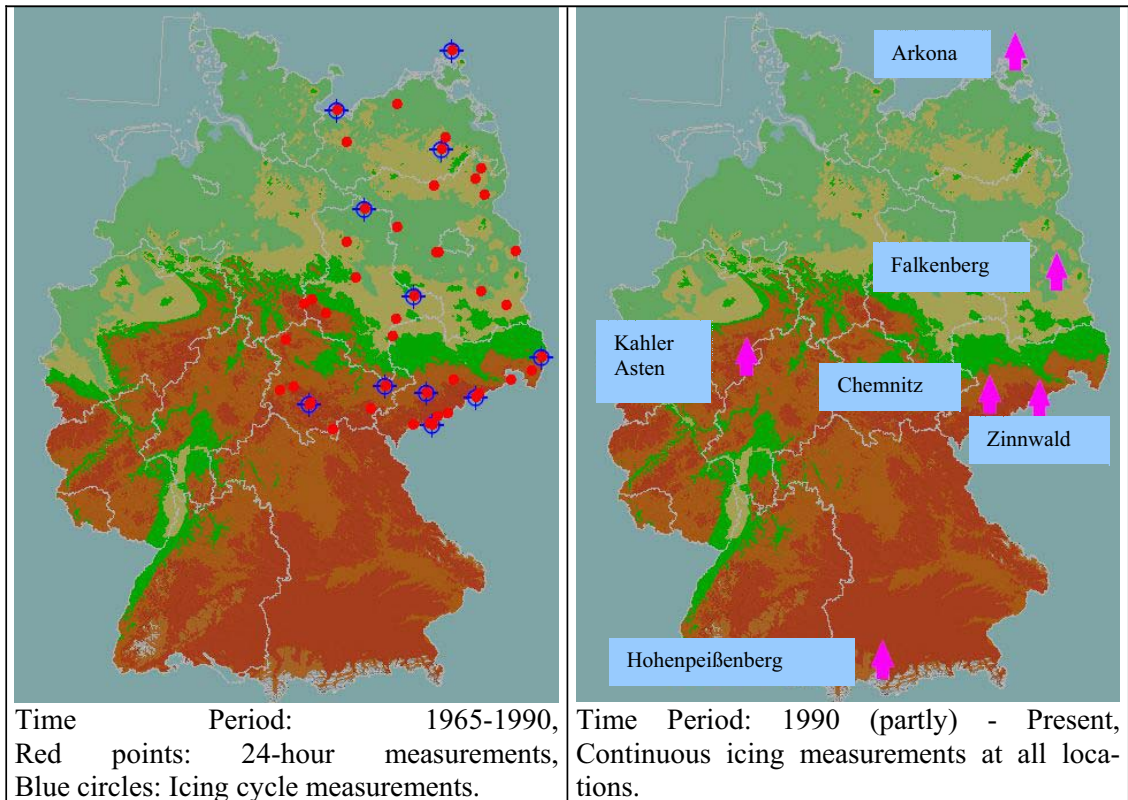 Arkona
Falkenberg
Kahler
Asten
Chemnitz
Zinnwald
Hohenpeißenberg
Time Period: 1965-1990,
Red points: 24-hour measurements,
Blue circles: Icing cycle measurements.
Time Period: 1990 (partly) - Present,
Continuous icing measurements at all loca-
tions.